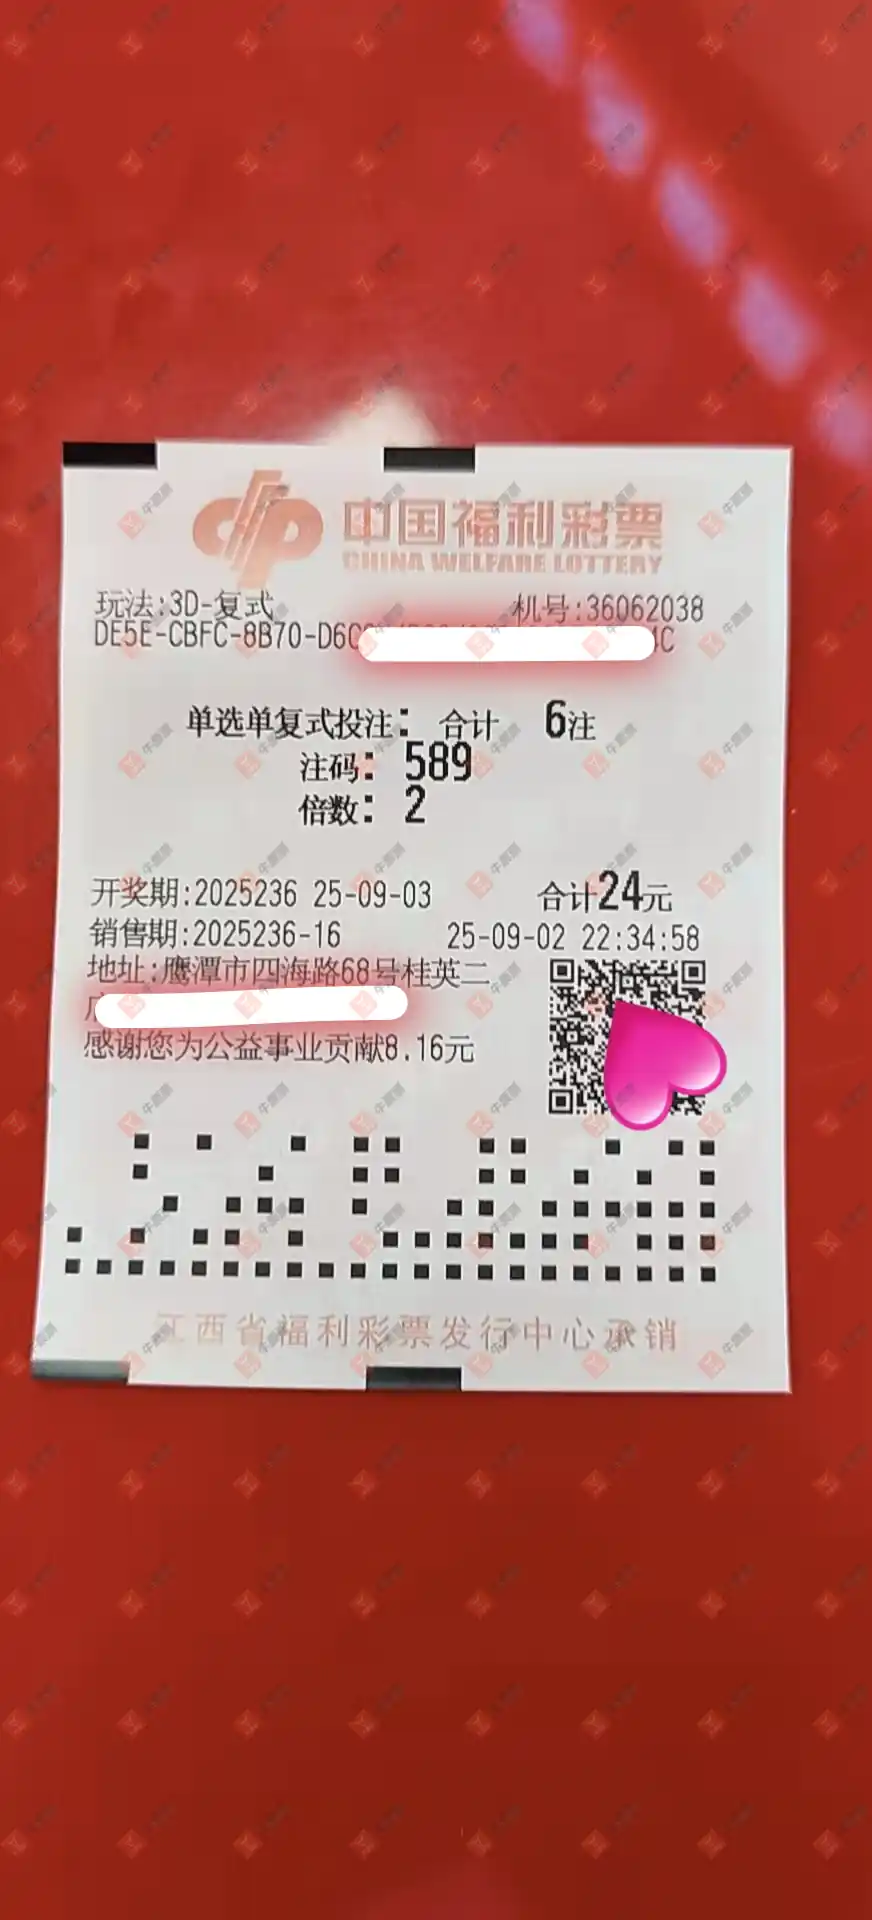 中国福利彩票
CHINA WELFARE LOTTERY
玩法:3D-复式 机号:36062038
DE5E-CBFC-8B70-D6C
单选单复式投注: 合计 6注
注码: 589
倍数: 2
开奖期:2025236 25-09-03 合计24元
销售期:2025236-16 25-09-02 22:34:58
地址:鹰潭市四海路68号桂英二
感谢您为公益事业贡献8.16元
江西省福利彩票发行中心承销